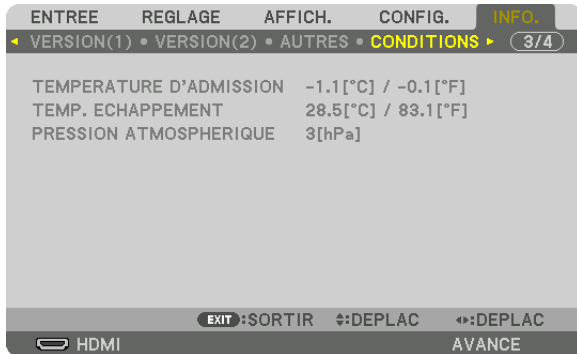 ENTREE REGLAGE AFFICH. CONFIG. INFO.
◂ VERSION(1) • VERSION(2) • AUTRES • CONDITIONS ▸ 3/4
TEMPERATURE D'ADMISSION -1.1[°C] / -0.1[°F]
TEMP. ECHAPPEMENT 28.5[°C] / 83.1[°F]
PRESSION ATMOSPHERIQUE 3[hPa]
EXIT :SORTIR ♦:DEPLAC ◂▸:DEPLAC
HDMI AVANCE